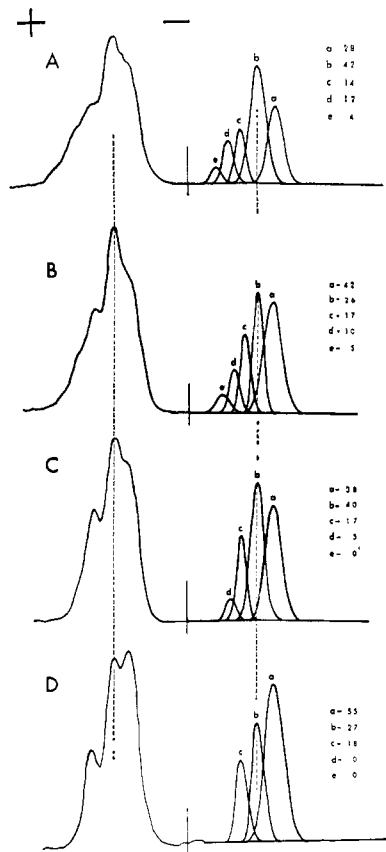 + −
A
a 28
b 42
c 14
d 12
e 4
e d c b a
B
a– 42
b– 26
c– 17
d– 10
e– 5
e d c b a
C
a– 38
b– 40
c– 17
d– 5
e– 0
d c b a
D
a– 55
b– 27
c– 18
d– 0
e 0
c b a